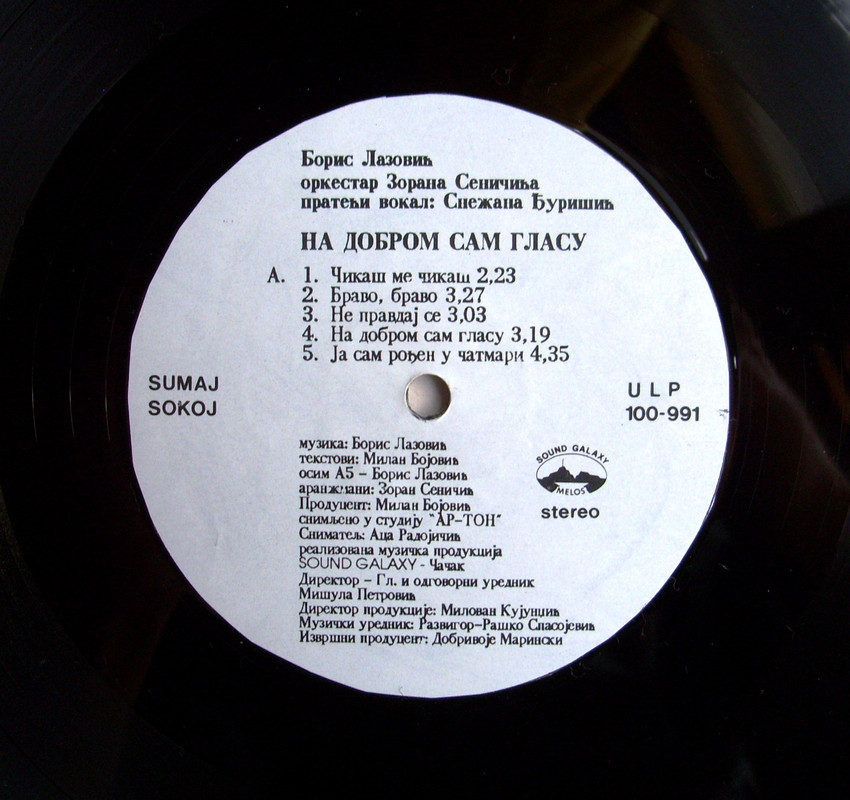 Борис Лазовић
оркестар Зорана Сеничића
пратећи вокал: Снежана Ђуришић
НА ДОБРОМ САМ ГЛАСУ
А. 1. Чикаш ме чикаш 2,23
2. Браво, браво 3,27
3. Не правдај се 3,03
4. На добром сам гласу 3,19
5. Ја сам рођен у чатмари 4,35
SUMAJ
SOKOJ
U L P
100-991
музика: Борис Лазовић
текстови: Милан Бојовић
осим А5 – Борис Лазовић
аранжмани: Зоран Сеничић
Продуцент: Милан Бојовић
снимљено у студију "АР–ТОН"
Сниматељ: Аца Радојичић
реализована музичка продукција
SOUND GALAXY - Чачак
Директор – Гл. и одговорни уредник
Мишула Петровић
Директор продукције: Милован Кујунџић
Музички уредник: Развигор–Рашко Спасојевић
Извршни продуцент: Добривоје Марински
SOUND GALAXY
MELOS
stereo